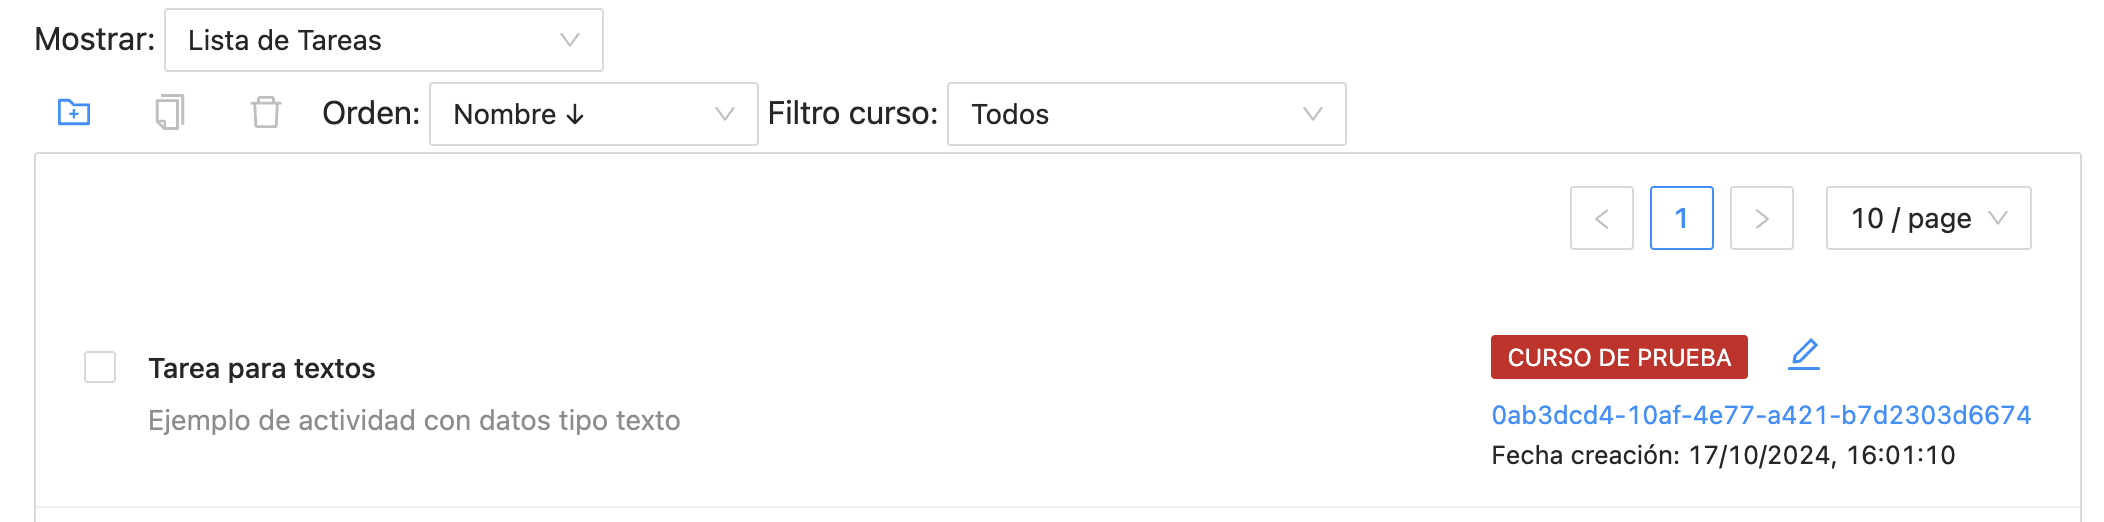 Mostrar: Lista de Tareas
Orden: Nombre ↓ Filtro curso: Todos
< 1 > 10 / page
Tarea para textos
CURSO DE PRUEBA
Ejemplo de actividad con datos tipo texto
0ab3dcd4-10af-4e77-a421-b7d2303d6674
Fecha creación: 17/10/2024, 16:01:10